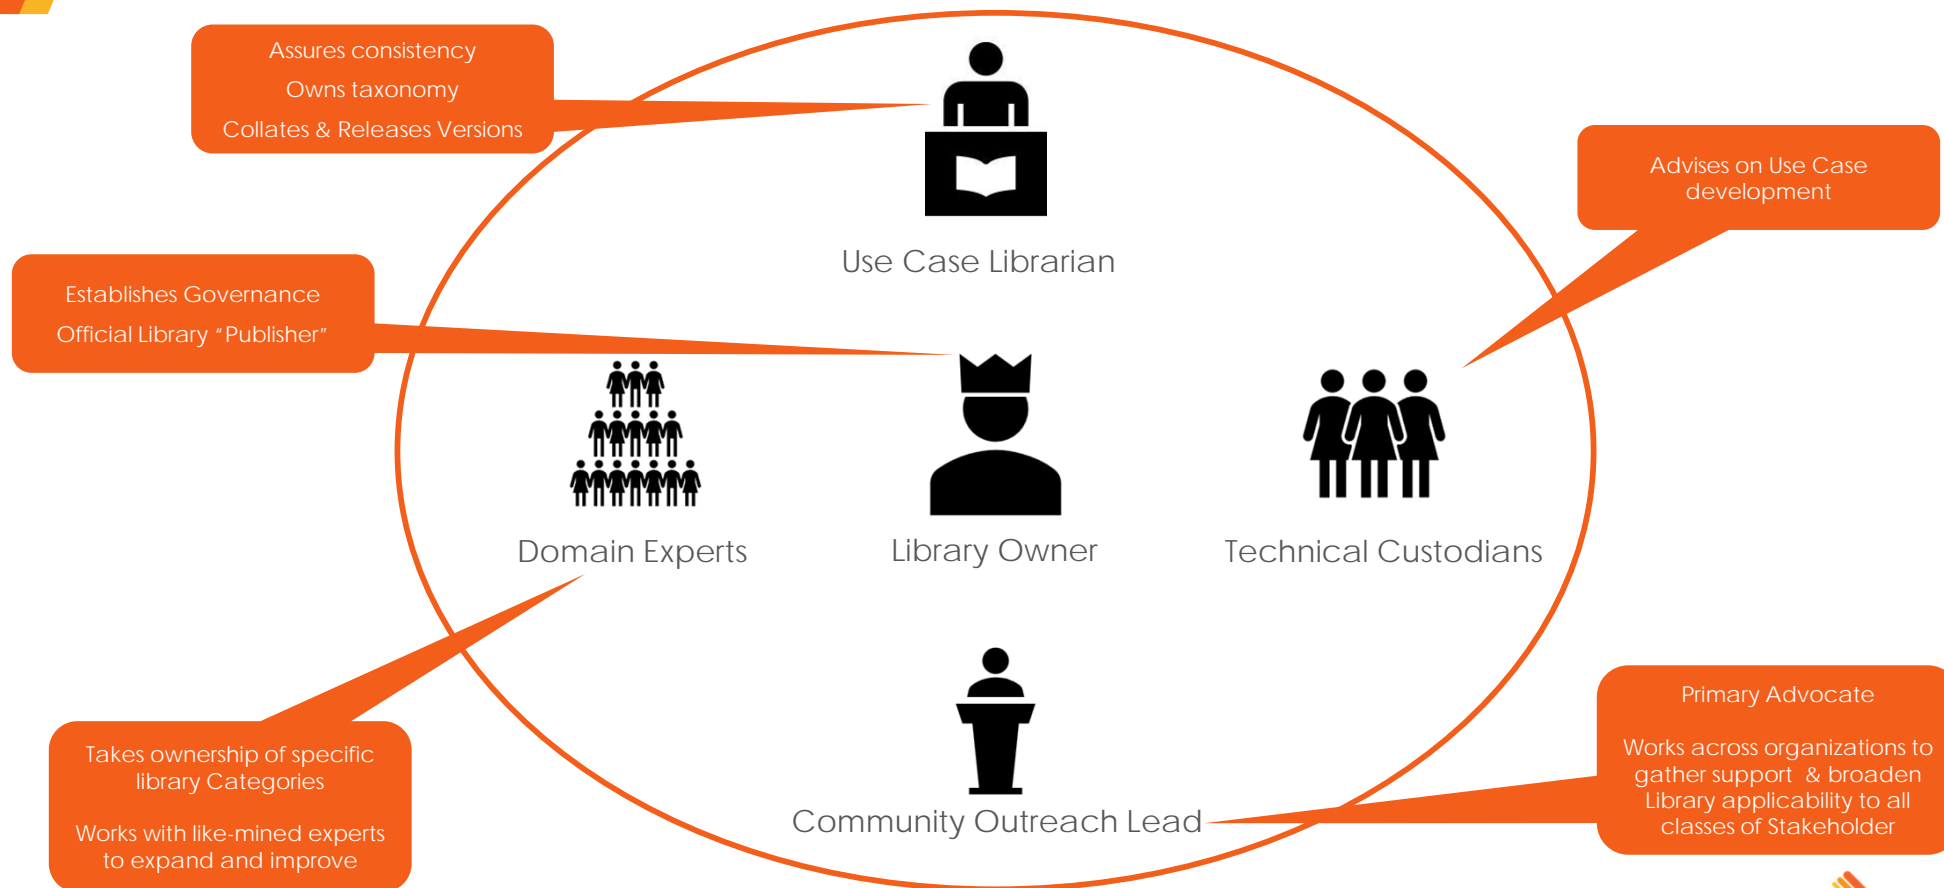 Assures consistency
Owns taxonomy
Collates & Releases Versions
Use Case Librarian
Advises on Use Case
development
Establishes Governance
Official Library “Publisher”
Domain Experts
Library Owner
Technical Custodians
Takes ownership of specific
library Categories
Works with like-mined experts
to expand and improve
Community Outreach Lead
Primary Advocate
Works across organizations to
gather support & broaden
Library applicability to all
classes of Stakeholder